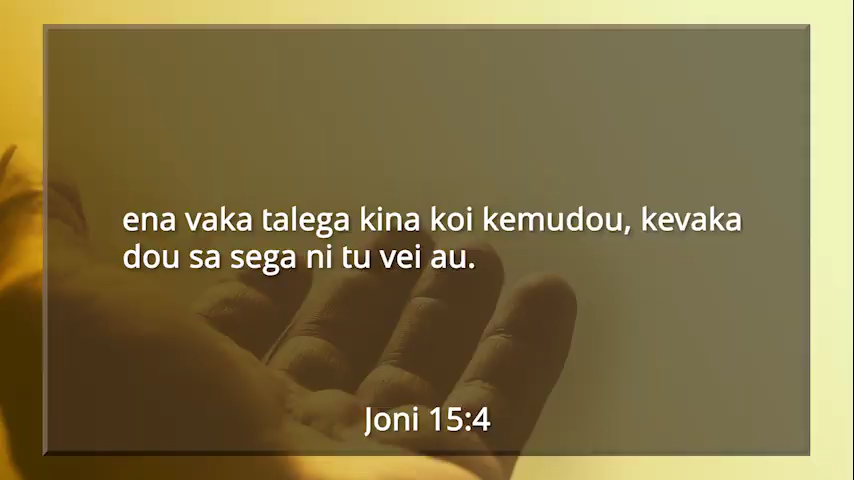 ena vaka talega kina koi kemudou, kevaka
dou sa sega ni tu vei au.
Joni 15:4